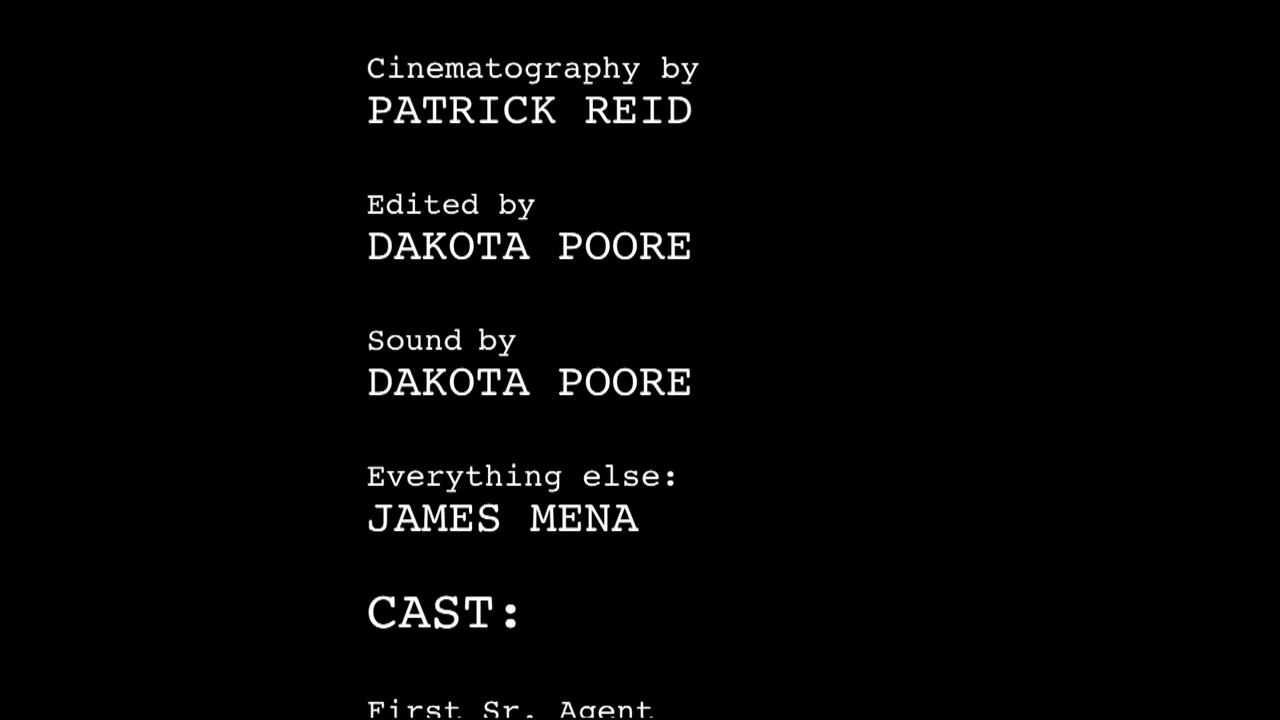 Cinematography by
PATRICK REID
Edited by
DAKOTA POORE
Sound by
DAKOTA POORE
Everything else:
JAMES MENA
CAST:
First Sr. Agent